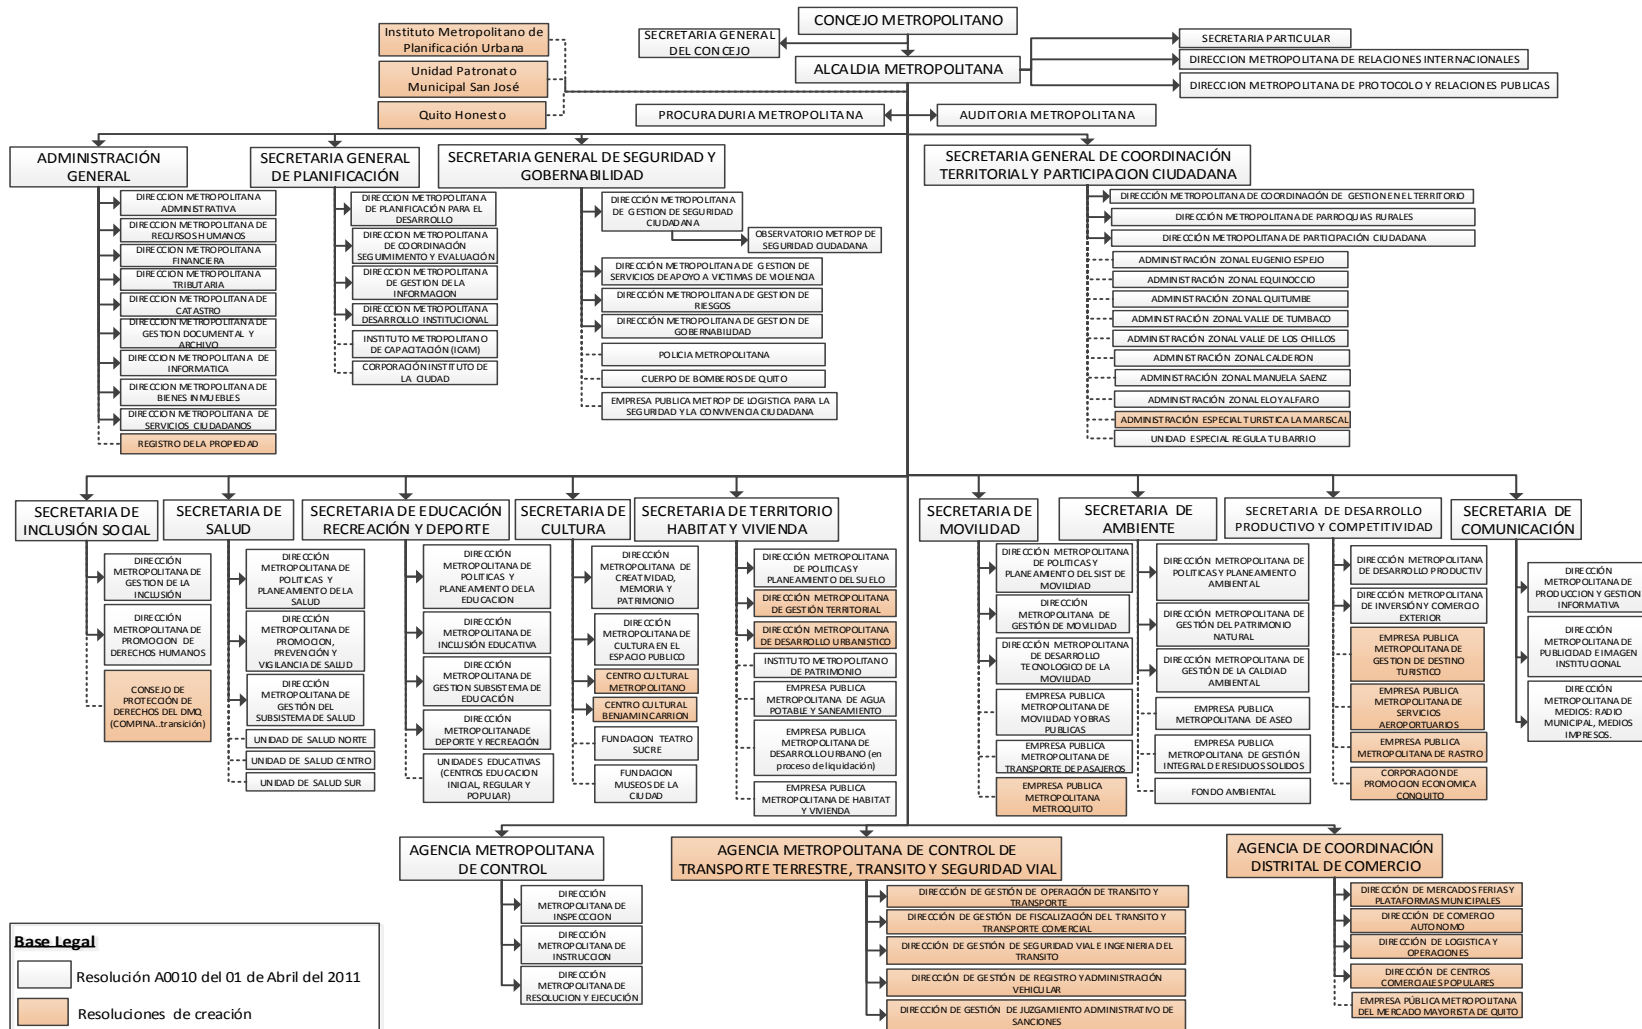 CONCEJO METROPOLITANO
SECRETARIA GENERAL
DEL CONCEJO
ALCALDIA METROPOLITANA
SECRETARIA PARTICULAR
DIRECCION METROPOLITANA DE RELACIONES INTERNACIONALES
DIRECCION METROPOLITANA DE PROTOCOLO Y RELACIONES PUBLICAS
Instituto Metropolitano de
Planificación Urbana
Unidad Patronato
Municipal San José
Quito Honesto
PROCURADURIA METROPOLITANA
AUDITORIA METROPOLITANA
ADMINISTRACIÓN
GENERAL
DIRECCION METROPOLITANA
ADMINISTRATIVA
DIRECCION METROPOLITANA DE
RECURSOS HUMANOS
DIRECCION METROPOLITANA
FINANCIERA
DIRECCION METROPOLITANA
TRIBUTARIA
DIRECCION METROPOLITANA DE
CATASTRO
DIRECCION METROPOLITANA DE
GESTION DOCUMENTAL Y
ARCHIVO
DIRECCION METROPOLITANA DE
INFORMATICA
DIRECCION METROPOLITANA DE
BIENES INMUEBLES
DIRECCION METROPOLITANA DE
SERVICIOS CIUDADANOS
REGISTRO DE LA PROPIEDAD
SECRETARIA GENERAL
DE PLANIFICACIÓN
DIRECCION METROPOLITANA
DE PLANIFICACIÓN PARA EL
DESARROLLO
DIRECCION METROPOLITANA
DE COORDINACIÓN
SEGUIMIMENTO Y EVALUACIÓN
DIRECCION METROPOLITANA
DE GESTION DE LA
INFORMACION
DIRECCION METROPOLITANA
DESARROLLO INSTITUCIONAL
INSTITUTO METROPOLITANO
DE CAPACITACIÓN (ICAM)
CORPORACIÓN INSTITUTO DE
LA CIUDAD
SECRETARIA GENERAL DE SEGURIDAD Y
GOBERNABILIDAD
DIRECCIÓN METROPOLITANA
DE GESTION DE SEGURIDAD
CIUDADANA
OBSERVATORIO METROP DE
SEGURIDAD CIUDADANA
DIRECCIÓN METROPOLITANA DE GESTION DE
SERVICIOS DE APOYO A VICTIMAS DE VIOLENCIA
DIRECCIÓN METROPOLITANA DE GESTION DE
RIESGOS
DIRECCIÓN METROPOLITANA DE GESTION DE
GOBERNABILIDAD
POLICIA METROPOLITANA
CUERPO DE BOMBEROS DE QUITO
EMPRESA PUBLICA METROP DE LOGISTICA PARA LA
SEGURIDAD Y LA CONVIVENCIA CIUDADANA
SECRETARIA GENERAL DE COORDINACIÓN
TERRITORIAL Y PARTICIPACION CIUDADANA
DIRECCIÓN METROPOLITANA DE COORDINACIÓN DE GESTION EN EL TERRITORIO
DIRECCIÓN METROPOLITANA DE PARROQUIAS RURALES
DIRECCIÓN METROPOLITANA DE PARTICIPACIÓN CIUDADANA
ADMINISTRACIÓN ZONAL EUGENIO ESPEJO
ADMINISTRACIÓN ZONAL EQUINOCCIO
ADMINISTRACIÓN ZONAL QUITUMBE
ADMINISTRACIÓN ZONAL VALLE DE TUMBACO
ADMINISTRACIÓN ZONAL VALLE DE LOS CHILLOS
ADMINISTRACIÓN ZONAL CALDERON
ADMINISTRACIÓN ZONAL MANUELA SAENZ
ADMINISTRACIÓN ZONAL ELOY ALFARO
ADMINISTRACIÓN ESPECIAL TURISTICA LA MARISCAL
UNIDAD ESPECIAL REGULA TU BARRIO
SECRETARIA DE
INCLUSIÓN SOCIAL
DIRECCIÓN
METROPOLITANA DE
GESTION DE LA
INCLUSIÓN
DIRECCIÓN
METROPOLITANA DE
PROMOCION DE
DERECHOS HUMANOS
CONSEJO DE
PROTECCIÓN DE
DERECHOS DEL DMQ
(COMPINA..transición)
SECRETARIA DE
SALUD
DIRECCIÓN
METROPOLITANA DE
POLITICAS Y
PLANEAMIENTO DE LA
SALUD
DIRECCIÓN
METROPOLITANA DE
PROMOCION,
PREVENCIÓN Y
VIGILANCIA DE SALUD
DIRECCIÓN
METROPOLITANA DE
GESTIÓN DEL
SUBSISTEMA DE SALUD
UNIDAD DE SALUD NORTE
UNIDAD DE SALUD CENTRO
UNIDAD DE SALUD SUR
SECRETARIA DE EDUCACIÓN
RECREACIÓN Y DEPORTE
DIRECCIÓN
METROPOLITANA DE
POLITICAS Y
PLANEAMIENTO DE LA
EDUCACION
DIRECCIÓN
METROPOLITANA DE
INCLUSIÓN EDUCATIVA
DIRECCIÓN
METROPOLITANA DE
GESTION SUBSISTEMA DE
EDUCACIÓN
DIRECCIÓN
METROPOLITANA DE
DEPORTE Y RECREACIÓN
UNIDADES EDUCATIVAS
(CENTROS EDUCACION
INICIAL, REGULAR Y
POPULAR)
SECRETARIA DE
CULTURA
DIRECCIÓN
METROPOLITANA DE
CREATIVIDAD,
MEMORIA Y
PATRIMONIO
DIRECCIÓN
METROPOLITANA DE
CULTURA EN EL
ESPACIO PUBLICO
CENTRO CULTURAL
METROPOLITANO
CENTRO CULTURAL
BENJAMIN CARRION
FUNDACION TEATRO
SUCRE
FUNDACION
MUSEOS DE LA
CIUDAD
SECRETARIA DE TERRITORIO
HABITAT Y VIVIENDA
DIRECCIÓN METROPOLITANA
DE POLITICAS Y
PLANEAMIENTO DEL SUELO
DIRECCIÓN METROPOLITANA
DE GESTIÓN TERRITORIAL
DIRECCIÓN METROPOLITANA
DE DESARROLLO URBANISTICO
INSTITUTO METROPOLITANO
DE PATRIMONIO
EMPRESA PUBLICA
METROPOLITANA DE AGUA
POTABLE Y SANEAMIENTO
EMPRESA PUBLICA
METROPOLITANA DE
DESARROLLO URBANO (en
proceso de liquidación)
EMPRESA PUBLICA
METROPOLITANA DE HABITAT
Y VIVIENDA
SECRETARIA DE
MOVILIDAD
DIRECCIÓN METROPOLITANA
DE POLITICAS Y
PLANEAMIENTO DEL SIST DE
MOVILIDAD
DIRECCIÓN
METROPOLITANA DE
GESTIÓN DE MOVILIDAD
DIRECCIÓN METROPOLITANA
DE DESARROLLO
TECNOLOGICO DE LA
MOVILIDAD
EMPRESA PUBLICA
METROPOLITANA DE
MOVILIDAD Y OBRAS
PUBLICAS
EMPRESA PUBLICA
METROPOLITANA DE
TRANSPORTE DE PASAJEROS
EMPRESA PUBLICA
METROPOLITANA
METROQUITO
SECRETARIA DE
AMBIENTE
DIRECCIÓN METROPOLITANA DE
POLITICAS Y PLANEAMIENTO
AMBIENTAL
DIRECCIÓN METROPOLITANA DE
GESTIÓN DEL PATRIMONIO
NATURAL
DIRECCIÓN METROPOLITANA DE
GESTIÓN DE LA CALDIAD
AMBIENTAL
EMPRESA PUBLICA
METROPOLITANA DE ASEO
EMPRESA PUBLICA
METROPOLITANA DE GESTIÓN
INTEGRAL DE RESIDUOS SOLIDOS
FONDO AMBIENTAL
SECRETARIA DE DESARROLLO
PRODUCTIVO Y COMPETITIVIDAD
DIRECCIÓN METROPOLITANA
DE DESARROLLO PRODUCTIV
DIRECCIÓN METROPOLITANA
DE INVERSIÓN Y COMERCIO
EXTERIOR
EMPRESA PUBLICA
METROPOLITANA DE
GESTION DE DESTINO
TURISTICO
EMPRESA PUBLICA
METROPOLITANA DE
SERVICIOS
AEROPORTUARIOS
EMPRESA PUBLICA
METROPOLITANA DE RASTRO
CORPORACION DE
PROMOCION ECONOMICA
CONQUITO
SECRETARIA DE
COMUNICACIÓN
DIRECCIÓN
METROPOLITANA DE
PRODUCCION Y GESTION
INFORMATIVA
DIRECCIÓN
METROPOLITANA DE
PUBLICIDAD E IMAGEN
INSTITUCIONAL
DIRECCIÓN
METROPOLITANA DE
MEDIOS: RADIO
MUNICIPAL, MEDIOS
IMPRESOS.
AGENCIA METROPOLITANA
DE CONTROL
DIRECCIÓN
METROPOLITANA DE
INSPECCCION
DIRECCIÓN
METROPOLITANA DE
INSTRUCCION
DIRECCIÓN
METROPOLITANA DE
RESOLUCION Y EJECUCIÓN
AGENCIA METROPOLITANA DE CONTROL DE
TRANSPORTE TERRESTRE, TRANSITO Y SEGURIDAD VIAL
DIRECCIÓN DE GESTIÓN DE OPERACIÓN DE TRANSITO Y
TRANSPORTE
DIRECCIÓN DE GESTIÓN DE FISCALIZACIÓN DEL TRANSITO Y
TRANSPORTE COMERCIAL
DIRECCIÓN DE GESTIÓN DE SEGURIDAD VIAL E INGENIERIA DEL
TRANSITO
DIRECCIÓN DE GESTIÓN DE REGISTRO Y ADMINISTRACIÓN
VEHICULAR
DIRECCIÓN DE GESTIÓN DE JUZGAMIENTO ADMINISTRATIVO DE
SANCIONES
AGENCIA DE COORDINACIÓN
DISTRITAL DE COMERCIO
DIRECCIÓN DE MERCADOS FERIAS Y
PLATAFORMAS MUNICIPALES
DIRECCIÓN DE COMERCIO
AUTONOMO
DIRECCIÓN DE LOGISTICA Y
OPERACIONES
DIRECCIÓN DE CENTROS
COMERCIALES POPULARES
EMPRESA PÚBLICA METROPOLITANA
DEL MERCADO MAYORISTA DE QUITO
Base Legal
Resolución A0010 del 01 de Abril del 2011
Resoluciones de creación